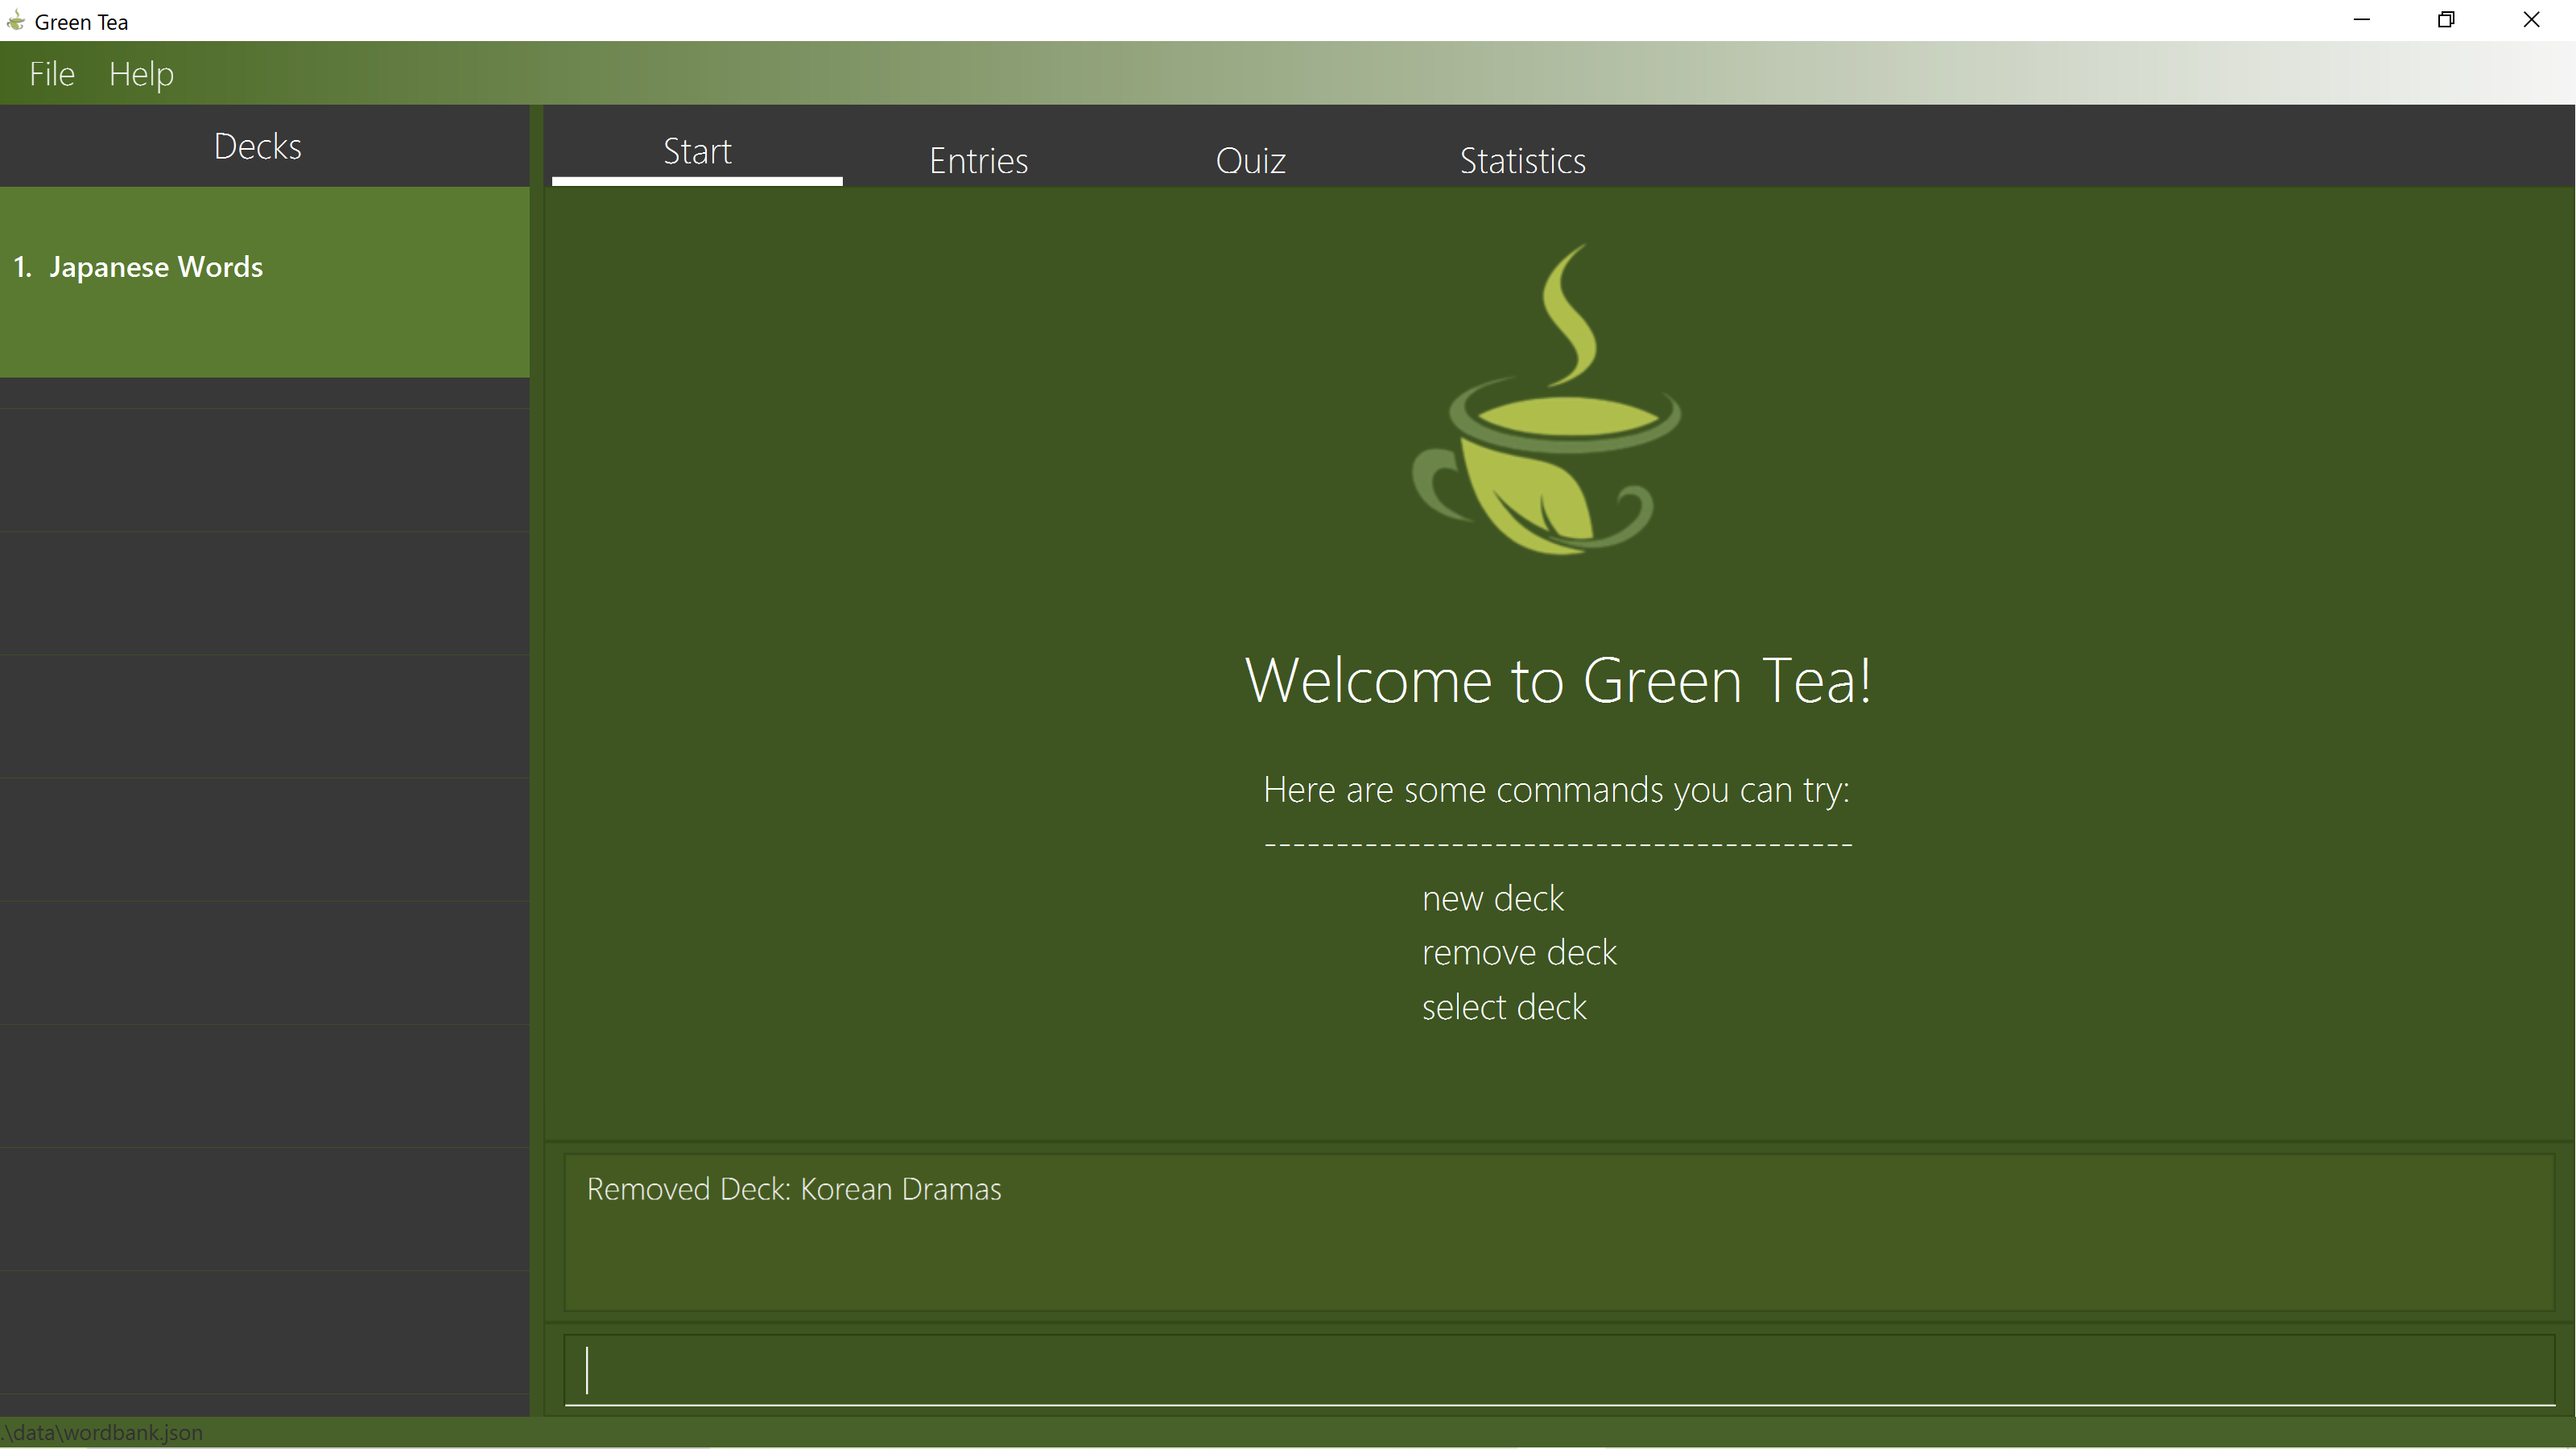 Green Tea
File Help
Decks
Start Entries Quiz Statistics
1. Japanese Words
Welcome to Green Tea!
Here are some commands you can try:
-----------------------------------------
new deck
remove deck
select deck
Removed Deck: Korean Dramas
.\data\wordbank.json